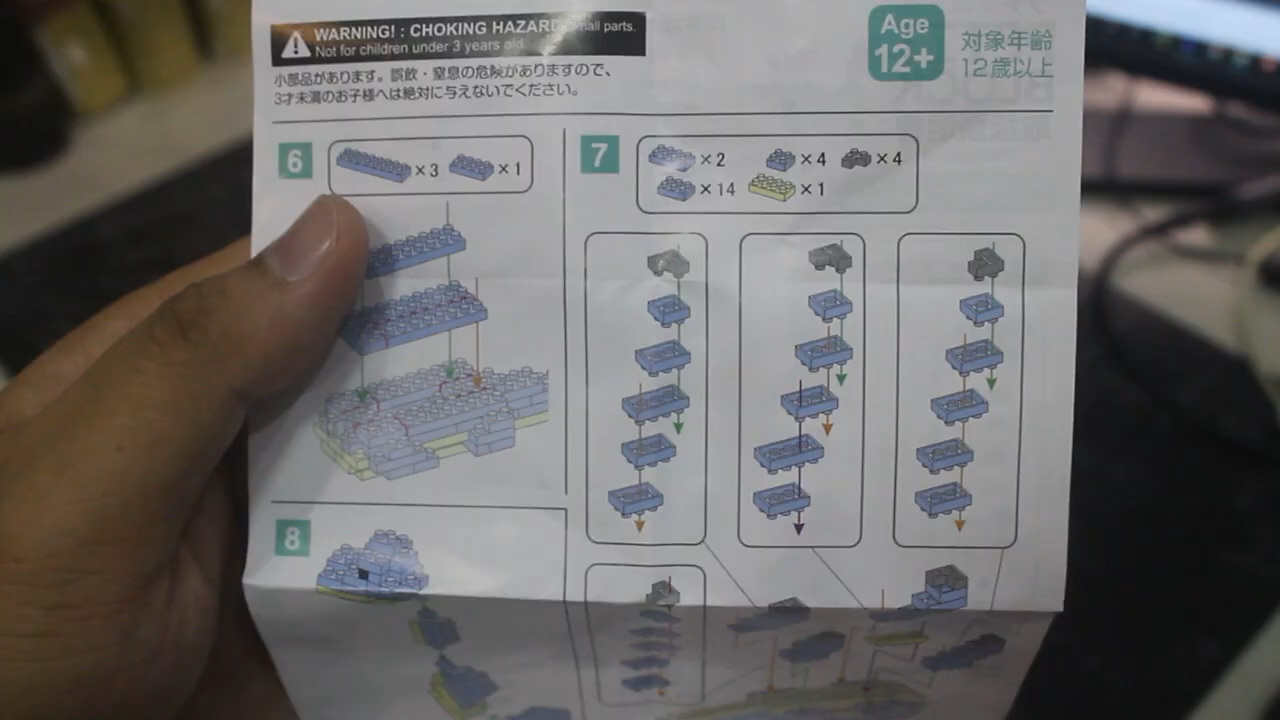 WARNING! : CHOKING HAZARD Small parts.
Not for children under 3 years old
小部品があります。誤飲・窒息の危険がありますので、
3才未満のお子様へは絶対に与えないでください。
Age
12+
対象年齢
12歳以上
6
×3
×1
7
×2
×4
×4
×14
×1
8